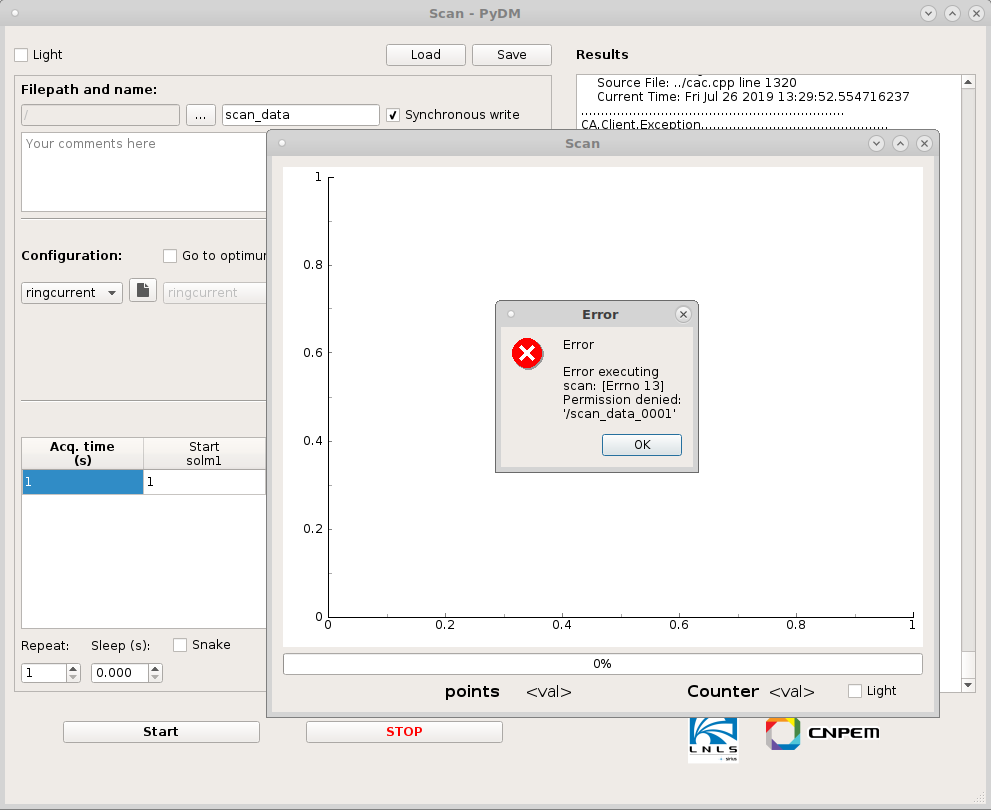 Scan - PyDM
Light
Load
Save
Results
Filepath and name:
/
...
scan_data
Synchronous write
Source File: ../cac.cpp line 1320
Current Time: Fri Jul 26 2019 13:29:52.554716237
..................................................................
CA.Client.Exception...............................................
Your comments here
Configuration:
Go to optimum
ringcurrent
ringcurrent
Acq. time
(s)
Start
solm1
1
1
Repeat:
Sleep (s):
Snake
1
0.000
Start
STOP
Scan
1
0.8
0.6
0.4
0.2
0
0
0.2
0.4
0.6
0.8
1
Error
Error
Error executing
scan: [Errno 13]
Permission denied:
'/scan_data_0001'
OK
0%
points
<val>
Counter
<val>
Light
LNLS
sirius
CNPEM